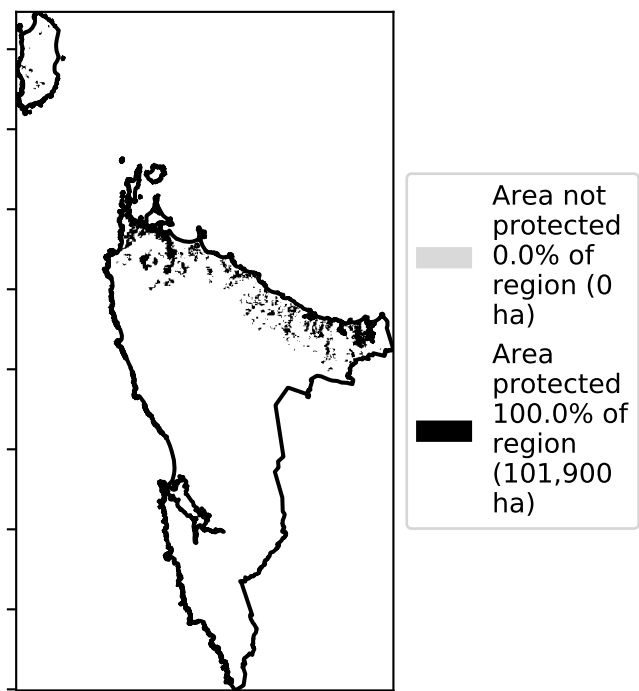 Area not
protected
0.0% of
region (0
ha)
Area
protected
100.0% of
region
(101,900
ha)